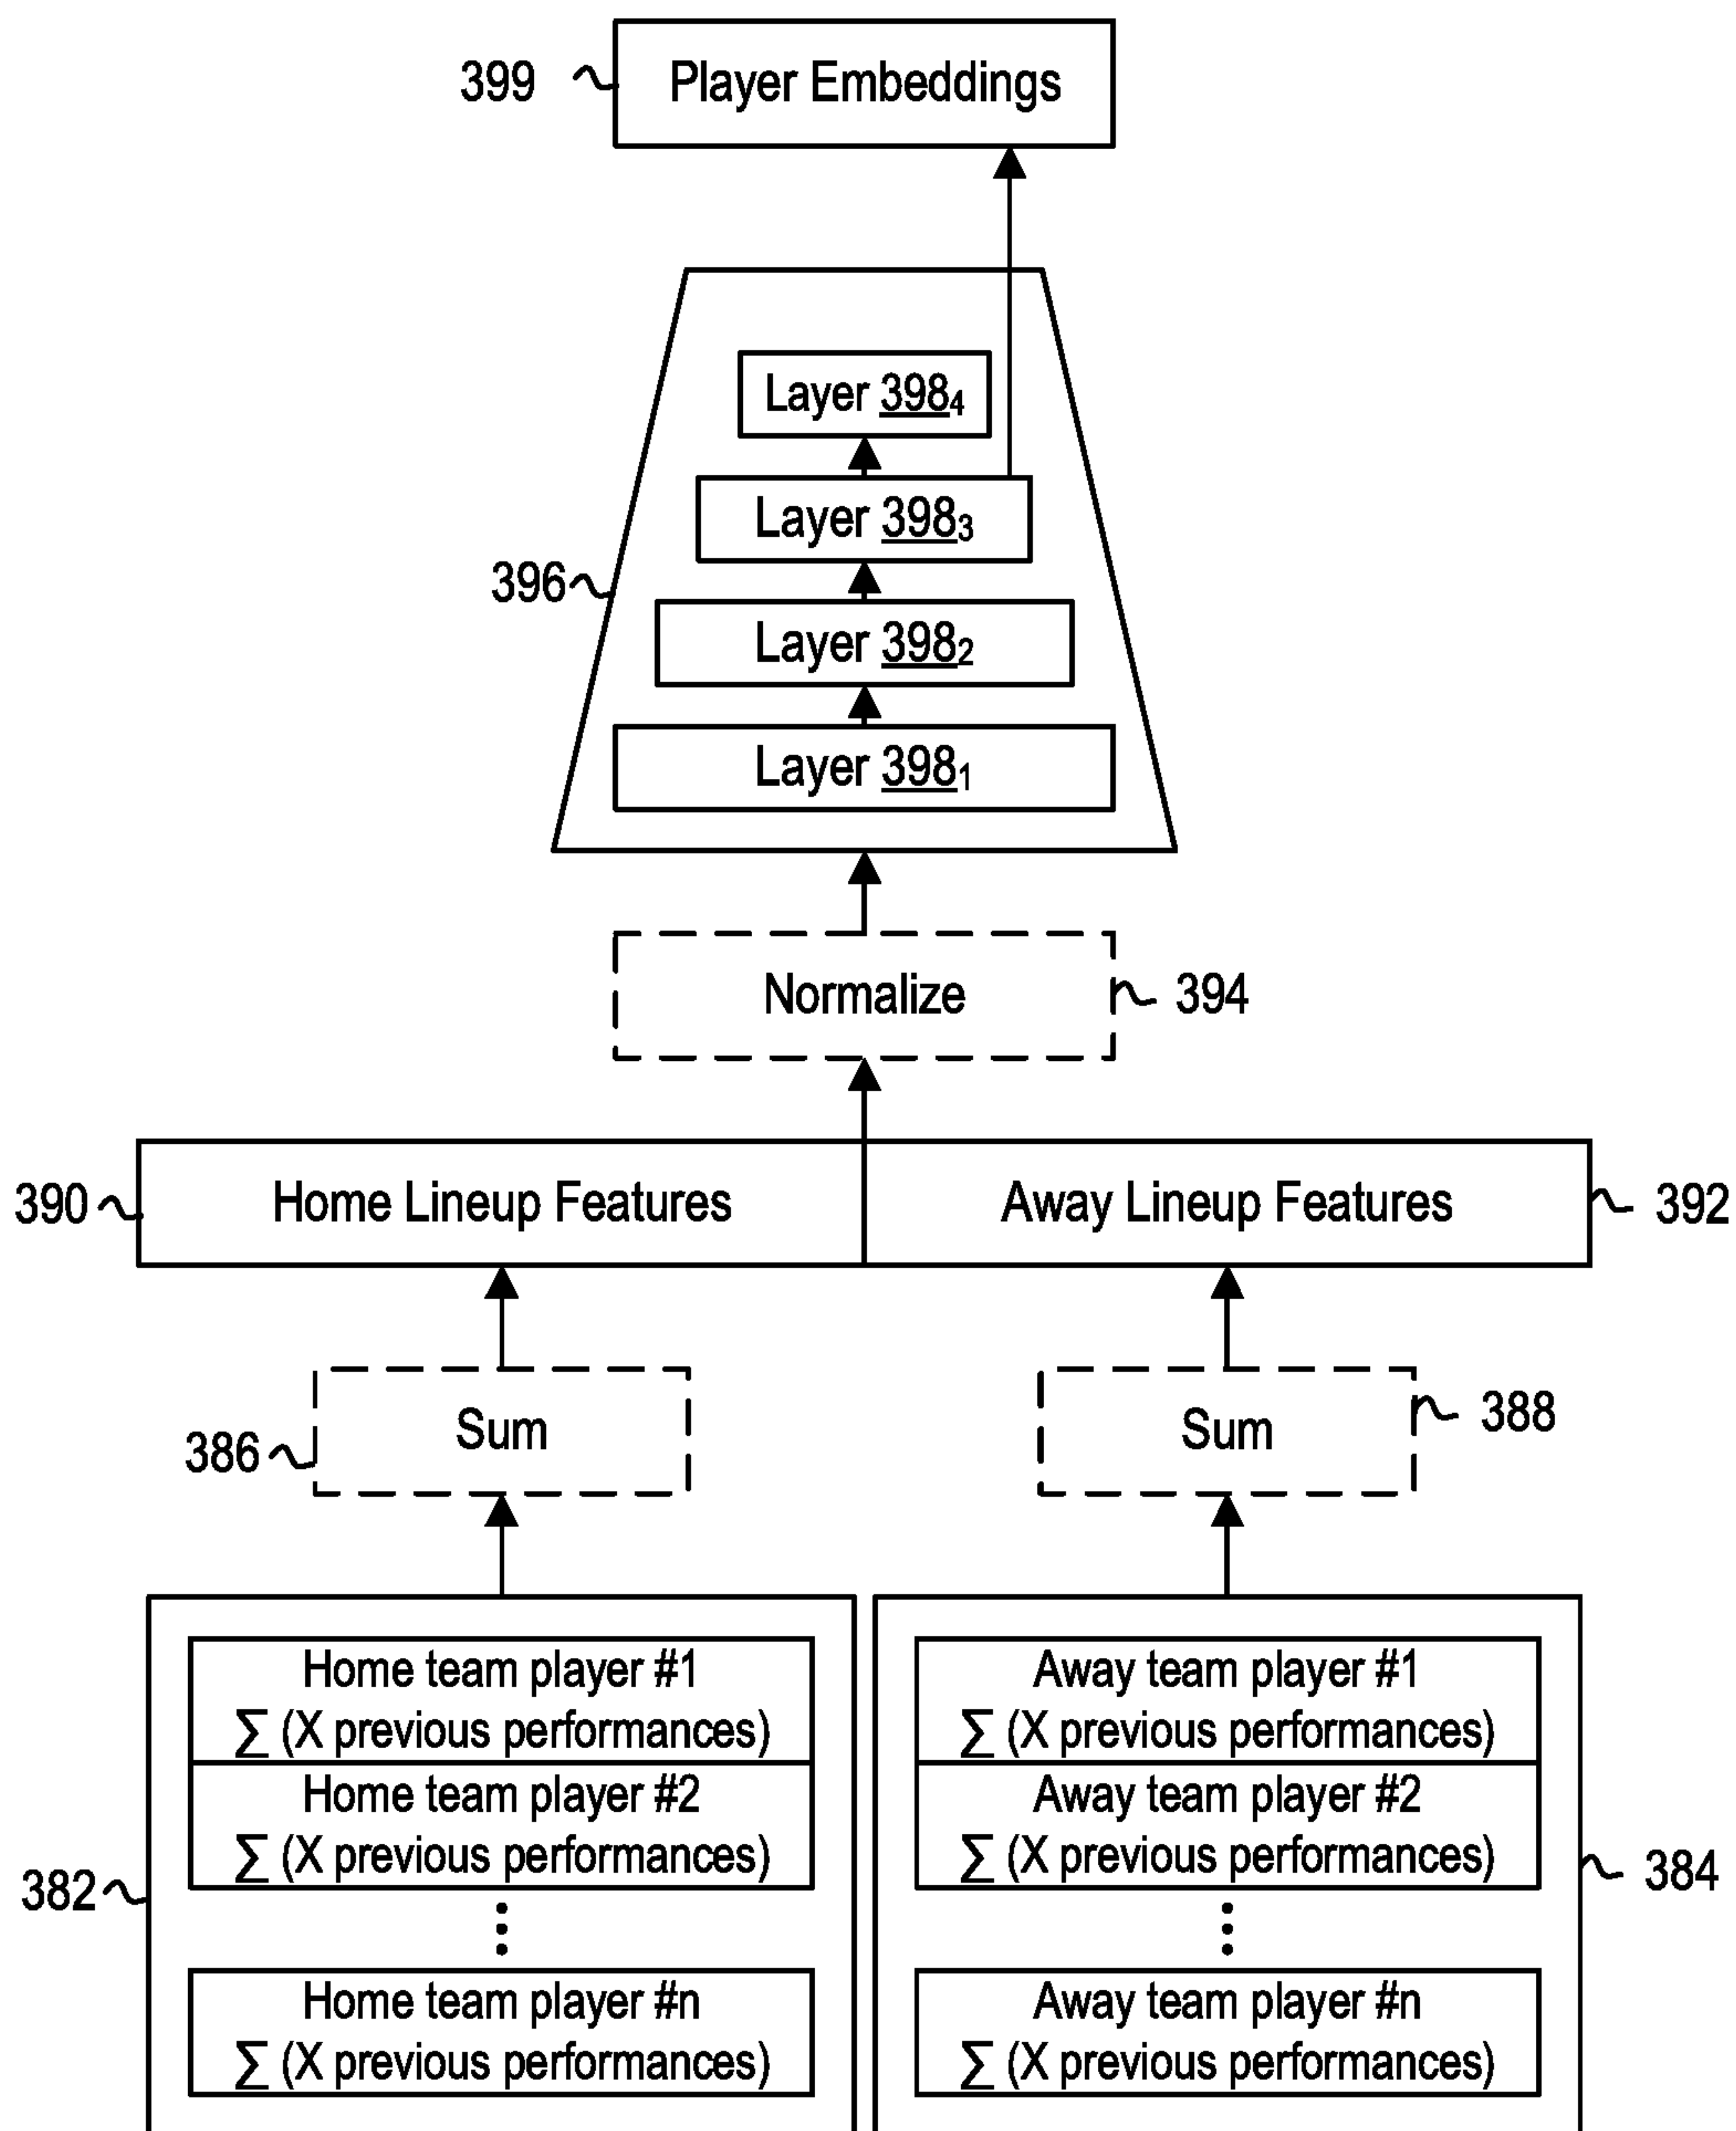 399 Player Embeddings
Layer 398₄
Layer 398₃
396
Layer 398₂
Layer 398₁
Normalize 394
390 Home Lineup Features Away Lineup Features 392
386 Sum Sum 388
Home team player #1 Away team player #1
∑ (X previous performances) ∑ (X previous performances)
Home team player #2 Away team player #2
∑ (X previous performances) ∑ (X previous performances)
382 384
Home team player #n Away team player #n
∑ (X previous performances) ∑ (X previous performances)